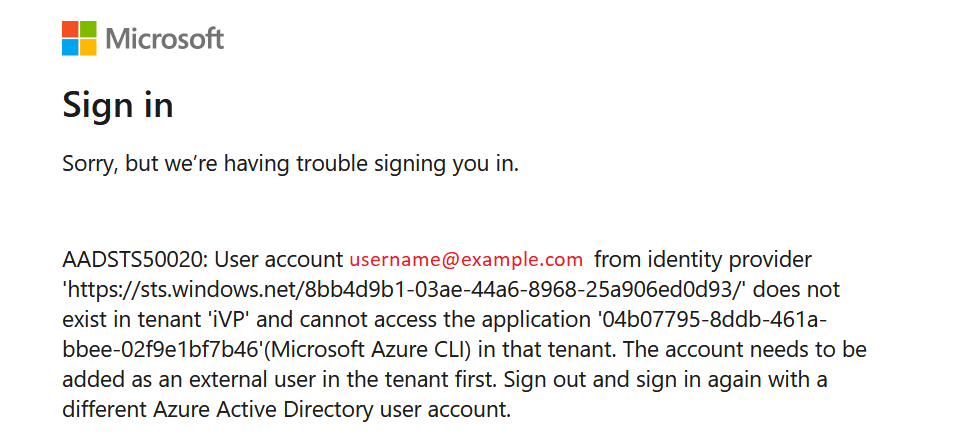 Microsoft
Sign in
Sorry, but we're having trouble signing you in.
AADSTS50020: User account username@example.com from identity provider
'https://sts.windows.net/8bb4d9b1-03ae-44a6-8968-25a906ed0d93/' does not
exist in tenant 'iVP' and cannot access the application '04b07795-8ddb-461a-
bbee-02f9e1bf7b46'(Microsoft Azure CLI) in that tenant. The account needs to be
added as an external user in the tenant first. Sign out and sign in again with a
different Azure Active Directory user account.